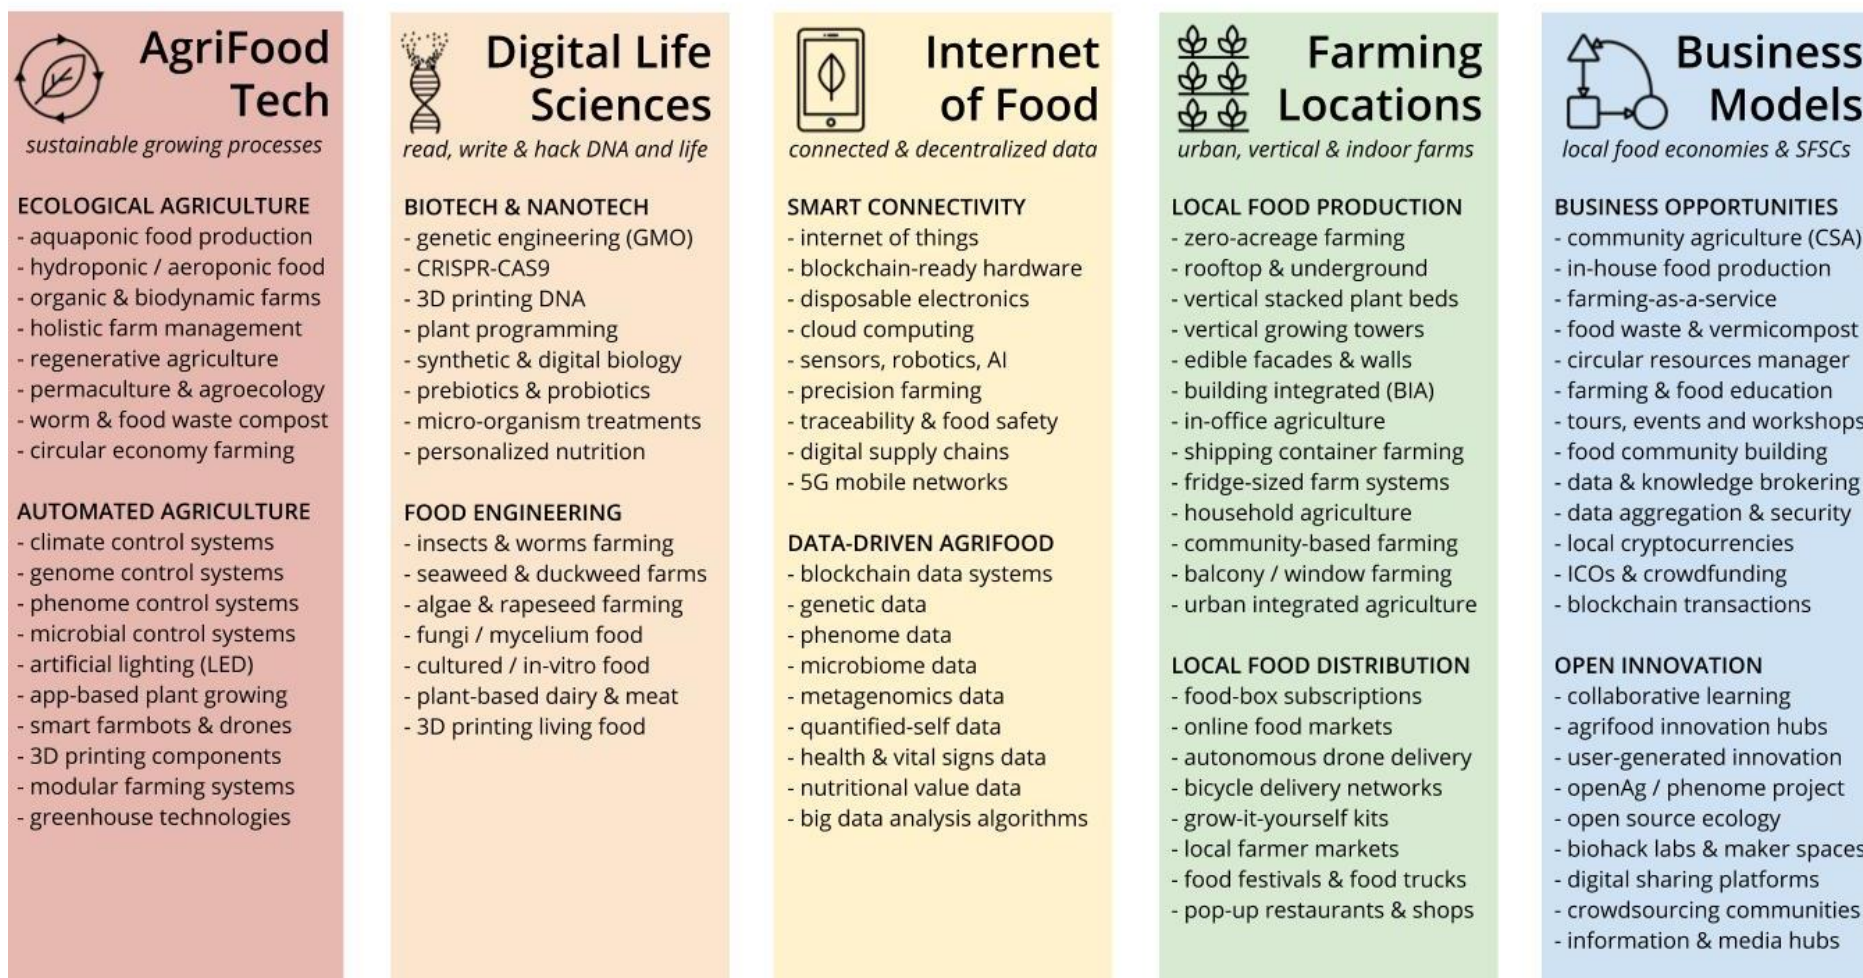 AgriFood
Tech
sustainable growing processes
ECOLOGICAL AGRICULTURE
- aquaponic food production
- hydroponic / aeroponic food
- organic & biodynamic farms
- holistic farm management
- regenerative agriculture
- permaculture & agroecology
- worm & food waste compost
- circular economy farming
AUTOMATED AGRICULTURE
- climate control systems
- genome control systems
- phenome control systems
- microbial control systems
- artificial lighting (LED)
- app-based plant growing
- smart farmbots & drones
- 3D printing components
- modular farming systems
- greenhouse technologies
Digital Life
Sciences
read, write & hack DNA and life
BIOTECH & NANOTECH
- genetic engineering (GMO)
- CRISPR-CAS9
- 3D printing DNA
- plant programming
- synthetic & digital biology
- prebiotics & probiotics
- micro-organism treatments
- personalized nutrition
FOOD ENGINEERING
- insects & worms farming
- seaweed & duckweed farms
- algae & rapeseed farming
- fungi / mycelium food
- cultured / in-vitro food
- plant-based dairy & meat
- 3D printing living food
Internet
of Food
connected & decentralized data
SMART CONNECTIVITY
- internet of things
- blockchain-ready hardware
- disposable electronics
- cloud computing
- sensors, robotics, AI
- precision farming
- traceability & food safety
- digital supply chains
- 5G mobile networks
DATA-DRIVEN AGRIFOOD
- blockchain data systems
- genetic data
- phenome data
- microbiome data
- metagenomics data
- quantified-self data
- health & vital signs data
- nutritional value data
- big data analysis algorithms
Farming
Locations
urban, vertical & indoor farms
LOCAL FOOD PRODUCTION
- zero-acreage farming
- rooftop & underground
- vertical stacked plant beds
- vertical growing towers
- edible facades & walls
- building integrated (BIA)
- in-office agriculture
- shipping container farming
- fridge-sized farm systems
- household agriculture
- community-based farming
- balcony / window farming
- urban integrated agriculture
LOCAL FOOD DISTRIBUTION
- food-box subscriptions
- online food markets
- autonomous drone delivery
- bicycle delivery networks
- grow-it-yourself kits
- local farmer markets
- food festivals & food trucks
- pop-up restaurants & shops
Business
Models
local food economies & SFSCs
BUSINESS OPPORTUNITIES
- community agriculture (CSA)
- in-house food production
- farming-as-a-service
- food waste & vermicompost
- circular resources manager
- farming & food education
- tours, events and workshops
- food community building
- data & knowledge brokering
- data aggregation & security
- local cryptocurrencies
- ICOs & crowdfunding
- blockchain transactions
OPEN INNOVATION
- collaborative learning
- agrifood innovation hubs
- user-generated innovation
- openAg / phenome project
- open source ecology
- biohack labs & maker spaces
- digital sharing platforms
- crowdsourcing communities
- information & media hubs